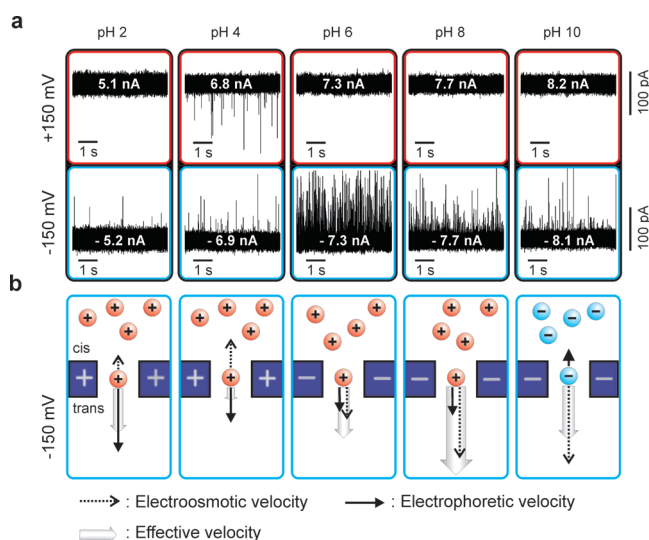 a
pH 2 pH 4 pH 6 pH 8 pH 10
+150 mV
5.1 nA 6.8 nA 7.3 nA 7.7 nA 8.2 nA
100 pA
1 s 1 s 1 s 1 s 1 s
-150 mV
- 5.2 nA - 6.9 nA - 7.3 nA - 7.7 nA - 8.1 nA
100 pA
1 s 1 s 1 s 1 s 1 s
b
-150 mV
+ + + + + + + + + + + + + + + + - - - - -
cis
+ + + + + + - + - - + - - - -
trans
: Electroosmotic velocity : Electrophoretic velocity
: Effective velocity